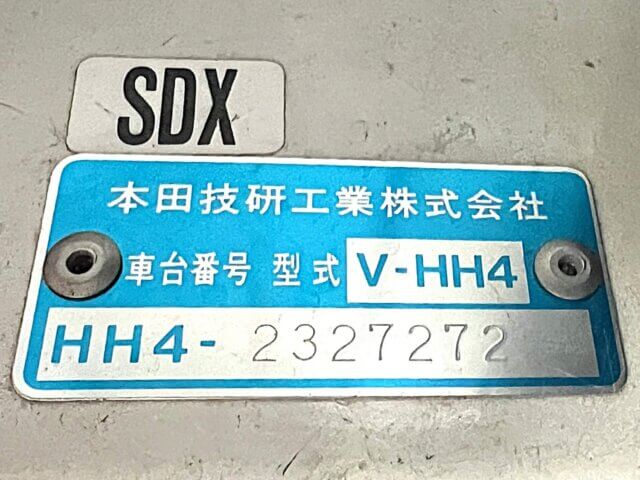 SDX
本田技研工業株式会社
車台番号 型式 V-HH4
HH4-2327272